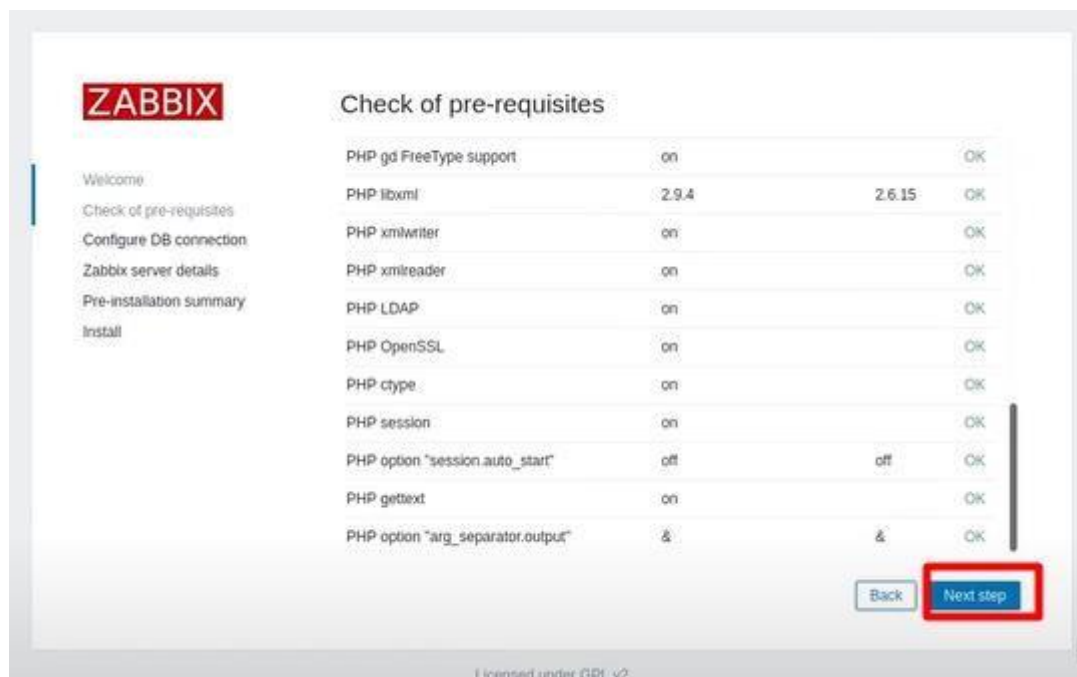 ZABBIX
Check of pre-requisites
Welcome
Check of pre-requisites
Configure DB connection
Zabbix server details
Pre-installation summary
Install
PHP gd FreeType support on OK
PHP libxml 2.9.4 2.6.15 OK
PHP xmlwriter on OK
PHP xmlreader on OK
PHP LDAP on OK
PHP OpenSSL on OK
PHP ctype on OK
PHP session on OK
PHP option "session.auto_start" off off OK
PHP gettext on OK
PHP option "arg_separator.output" & & OK
Back Next step
Licensed under GPL v2